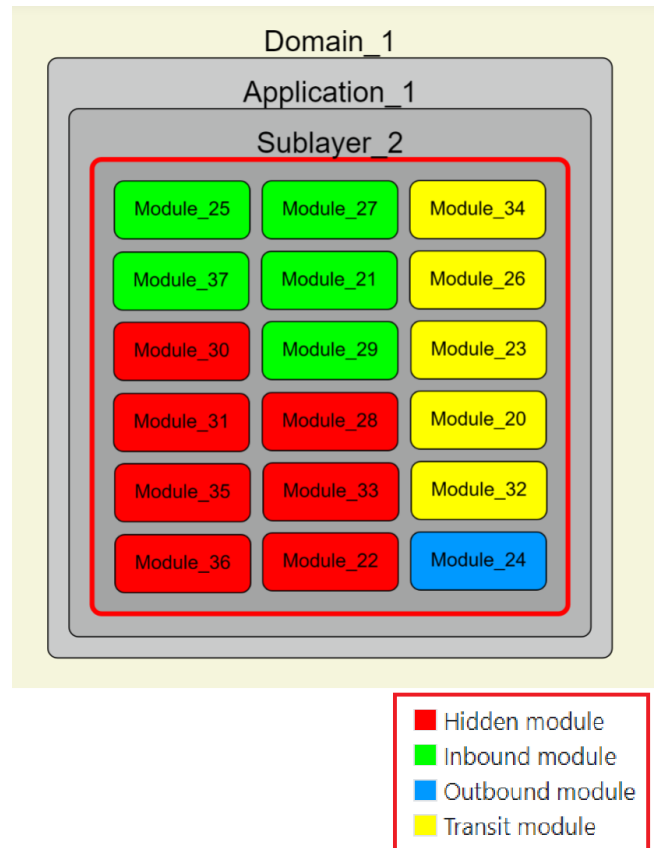 Domain_1
Application_1
Sublayer_2
Module_25 Module_27 Module_34
Module_37 Module_21 Module_26
Module_30 Module_29 Module_23
Module_31 Module_28 Module_20
Module_35 Module_33 Module_32
Module_36 Module_22 Module_24
Hidden module
Inbound module
Outbound module
Transit module